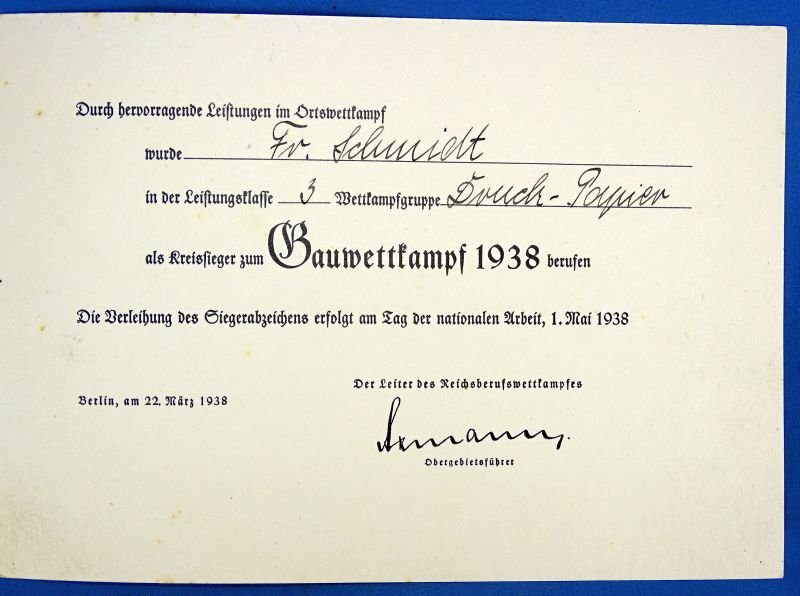 Durch hervorragende Leistungen im Ortswettkampf
wurde Fr. Schmidt
in der Leistungsklasse 3 Wettkampfgruppe Druck - Papier
als Kreissieger zum Gauwettkampf 1938 berufen
Die Verleihung des Siegerabzeichens erfolgt am Tag der nationalen Arbeit, 1. Mai 1938
Der Leiter des Reichsberufswettkampfes
Berlin, am 22. März 1938
Axmann.
Obergebietsführer